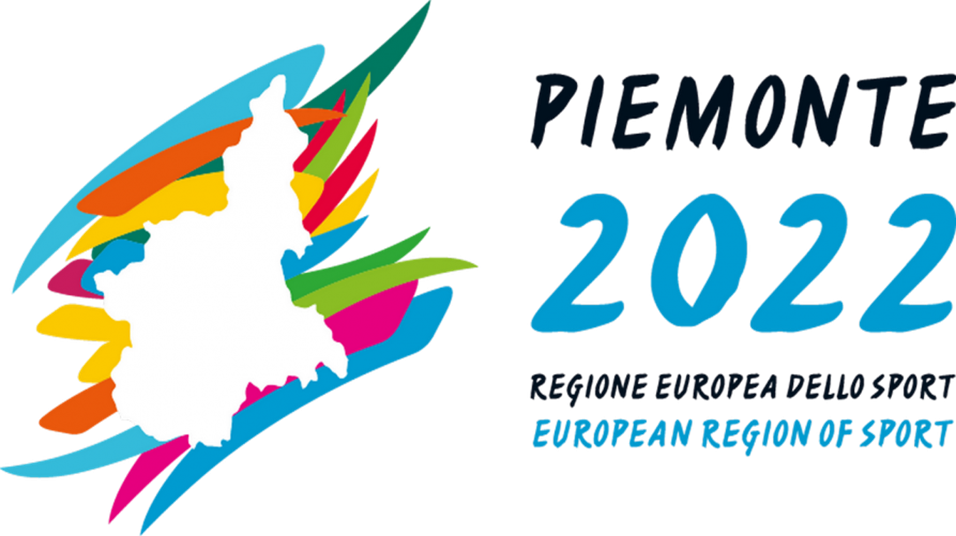 PIEMONTE
2022
REGIONE EUROPEA DELLO SPORT
EUROPEAN REGION OF SPORT